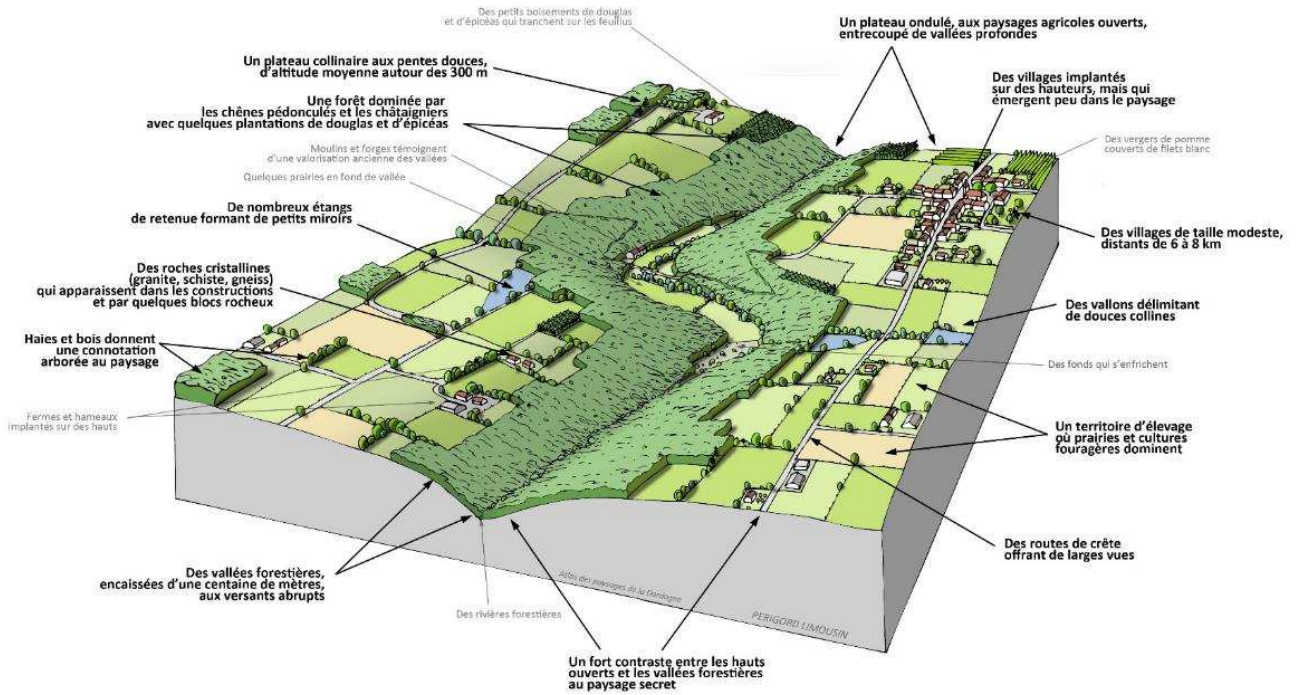 Des petits boisements de douglas
et d'épicéas qui tranchent sur les feuillus
Un plateau ondulé, aux paysages agricoles ouverts,
entrecoupé de vallées profondes
Un plateau collinaire aux pentes douces,
d'altitude moyenne autour des 300 m
Des villages implantés
sur des hauteurs, mais qui
émergent peu dans le paysage
Une forêt dominée par
les chênes pédonculés et les châtaigniers
avec quelques plantations de douglas et d'épicéas
Des vergers de pomme
couverts de filets blanc
Moulins et forges témoignent
d'une valorisation ancienne des vallées
Quelques prairies en fond de vallée
De nombreux étangs
de retenue formant de petits miroirs
Des villages de taille modeste,
distants de 6 à 8 km
Des roches cristallines
(granite, schiste, gneiss)
qui apparaissent dans les constructions
et par quelques blocs rocheux
Des vallons délimitant
de douces collines
Haies et bois donnent
une connotation
arborée au paysage
Des fonds qui s'enfrichent
Fermes et hameaux
implantés sur des hauts
Un territoire d'élevage
où prairies et cultures
fouragères dominent
Des routes de crête
offrant de larges vues
Des vallées forestières,
encaissées d'une centaine de mètres,
aux versants abrupts
Atlas des paysages de la Dordogne
PERIGORD LIMOUSIN
Des rivières forestières
Un fort contraste entre les hauts
ouverts et les vallées forestières
au paysage secret